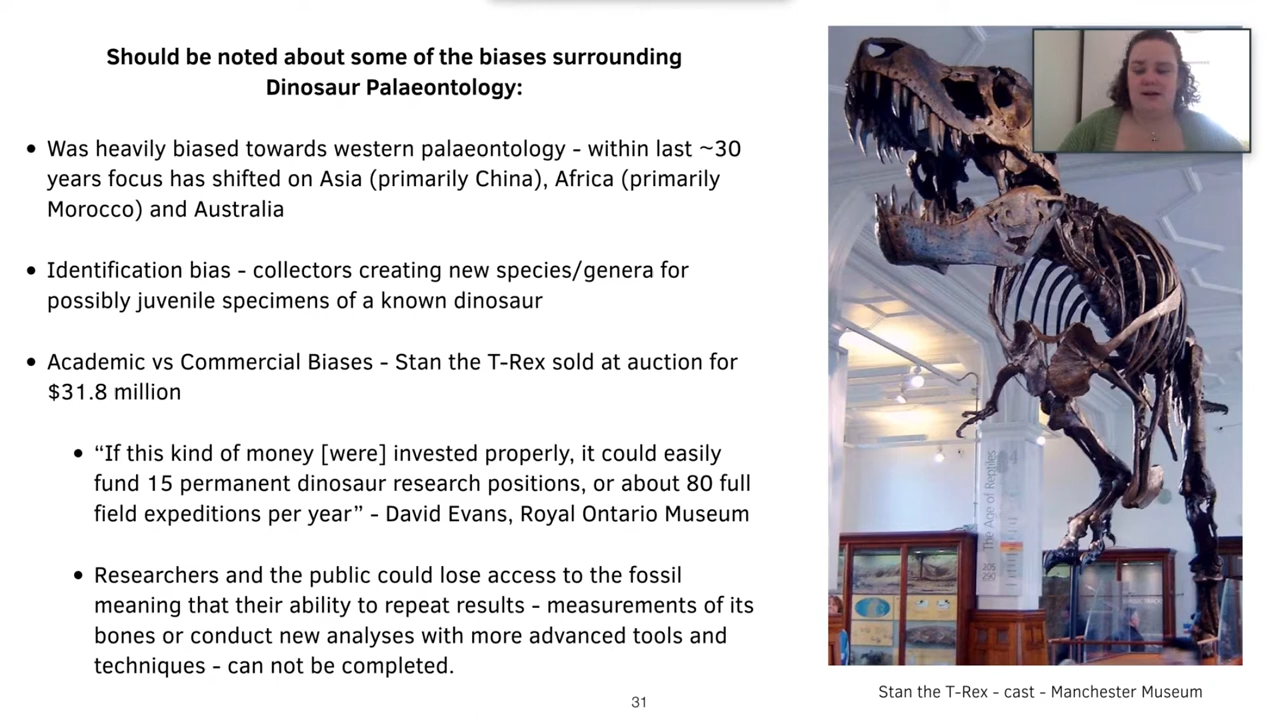 Should be noted about some of the biases surrounding
Dinosaur Palaeontology:
• Was heavily biased towards western palaeontology - within last ~30
years focus has shifted on Asia (primarily China), Africa (primarily
Morocco) and Australia
• Identification bias - collectors creating new species/genera for
possibly juvenile specimens of a known dinosaur
• Academic vs Commercial Biases - Stan the T-Rex sold at auction for
$31.8 million
• “If this kind of money [were] invested properly, it could easily
fund 15 permanent dinosaur research positions, or about 80 full
field expeditions per year” - David Evans, Royal Ontario Museum
• Researchers and the public could lose access to the fossil
meaning that their ability to repeat results - measurements of its
bones or conduct new analyses with more advanced tools and
techniques - can not be completed.
The Age of Reptiles
Stan the T-Rex - cast - Manchester Museum
31